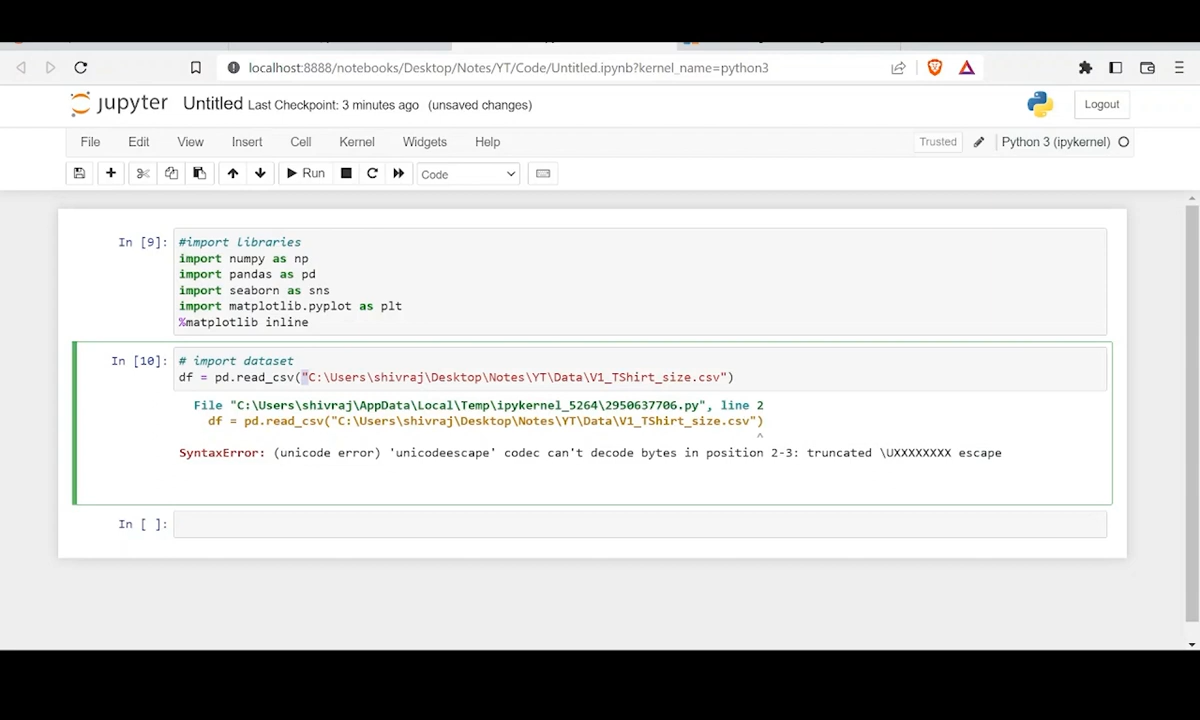 localhost:8888/notebooks/Desktop/Notes/YT/Code/Untitled.ipynb?kernel_name=python3
jupyter Untitled Last Checkpoint: 3 minutes ago (unsaved changes)
Logout
File Edit View Insert Cell Kernel Widgets Help
Trusted Python 3 (ipykernel)
Run Code
In [9]: #import libraries
import numpy as np
import pandas as pd
import seaborn as sns
import matplotlib.pyplot as plt
%matplotlib inline
In [10]: # import dataset
df = pd.read_csv("C:\Users\shivraj\Desktop\Notes\YT\Data\V1_TShirt_size.csv")
File "C:\Users\shivraj\AppData\Local\Temp\ipykernel_5264\2950637706.py", line 2
df = pd.read_csv("C:\Users\shivraj\Desktop\Notes\YT\Data\V1_TShirt_size.csv")
^
SyntaxError: (unicode error) 'unicodeescape' codec can't decode bytes in position 2-3: truncated \UXXXXXXXX escape
In [ ]: